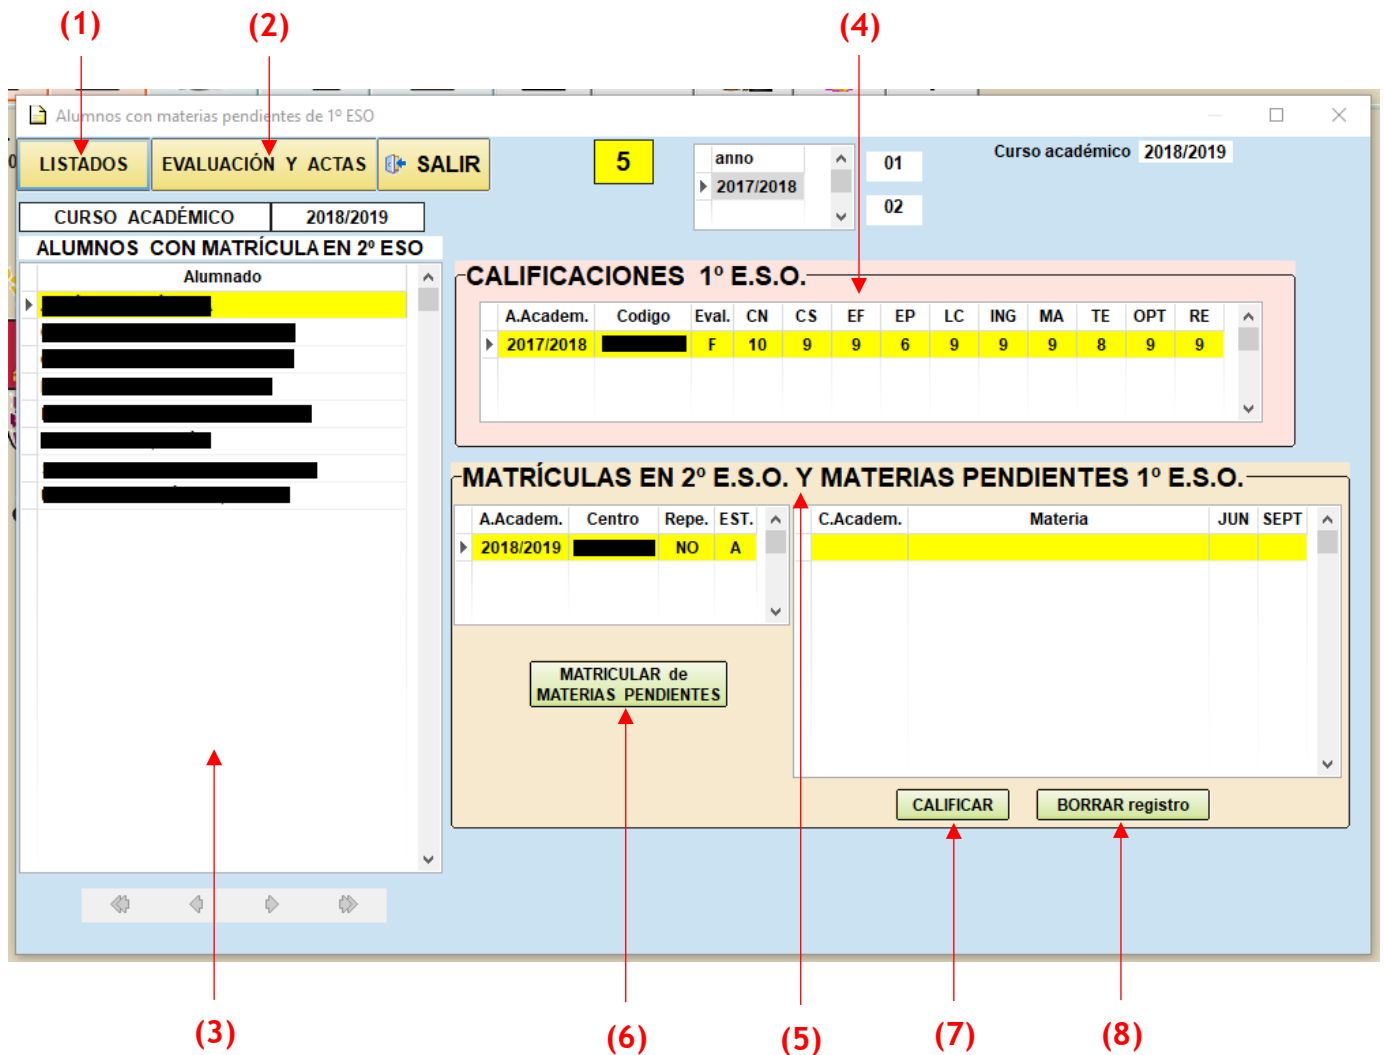 (1)
(2)
(4)
Alumnos con materias pendientes de 1º ESO
LISTADOS
EVALUACIÓN Y ACTAS
SALIR
5
anno
2017/2018
01
02
Curso académico 2018/2019
CURSO ACADÉMICO
2018/2019
ALUMNOS CON MATRÍCULA EN 2º ESO
Alumnado
CALIFICACIONES 1º E.S.O.
A.Academ. Codigo Eval. CN CS EF EP LC ING MA TE OPT RE
2017/2018 F 10 9 9 6 9 9 9 8 9 9
MATRÍCULAS EN 2º E.S.O. Y MATERIAS PENDIENTES 1º E.S.O.
A.Academ. Centro Repe. EST.
2018/2019 NO A
C.Academ. Materia JUN SEPT
MATRICULAR de
MATERIAS PENDIENTES
CALIFICAR
BORRAR registro
(3)
(6)
(5)
(7)
(8)